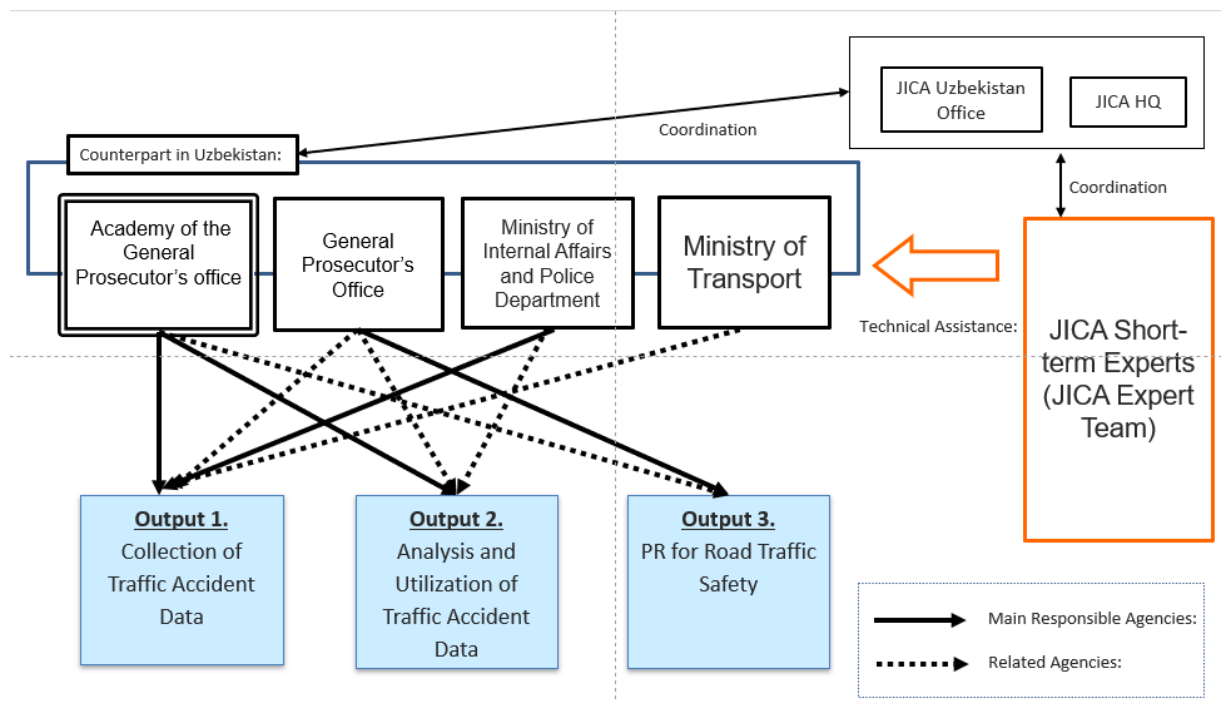 JICA Uzbekistan
Office
JICA HQ
Coordination
Counterpart in Uzbekistan:
Coordination
Academy of the
General
Prosecutor's office
General
Prosecutor's
Office
Ministry of
Internal Affairs
and Police
Department
Ministry of
Transport
Technical Assistance:
JICA Short-
term Experts
(JICA Expert
Team)
Output 1.
Collection of
Traffic Accident
Data
Output 2.
Analysis and
Utilization of
Traffic Accident
Data
Output 3.
PR for Road Traffic
Safety
Main Responsible Agencies:
Related Agencies: